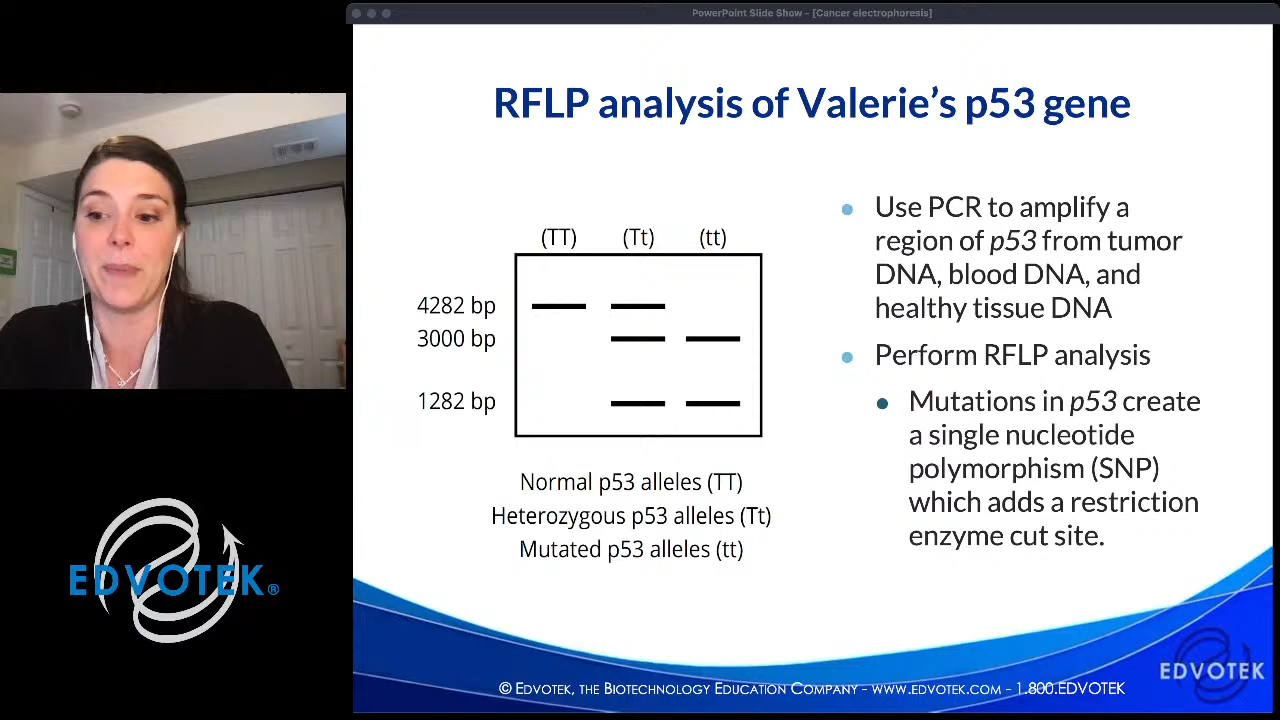 PowerPoint Slide Show - [Cancer electrophoresis]
RFLP analysis of Valerie's p53 gene
(TT) (Tt) (tt)
4282 bp
3000 bp
1282 bp
Normal p53 alleles (TT)
Heterozygous p53 alleles (Tt)
Mutated p53 alleles (tt)
Use PCR to amplify a
region of p53 from tumor
DNA, blood DNA, and
healthy tissue DNA
Perform RFLP analysis
Mutations in p53 create
a single nucleotide
polymorphism (SNP)
which adds a restriction
enzyme cut site.
EDVOTEK®
EDVOTEK
© EDVOTEK, THE BIOTECHNOLOGY EDUCATION COMPANY - WWW.EDVOTEK.COM - 1.800.EDVOTEK